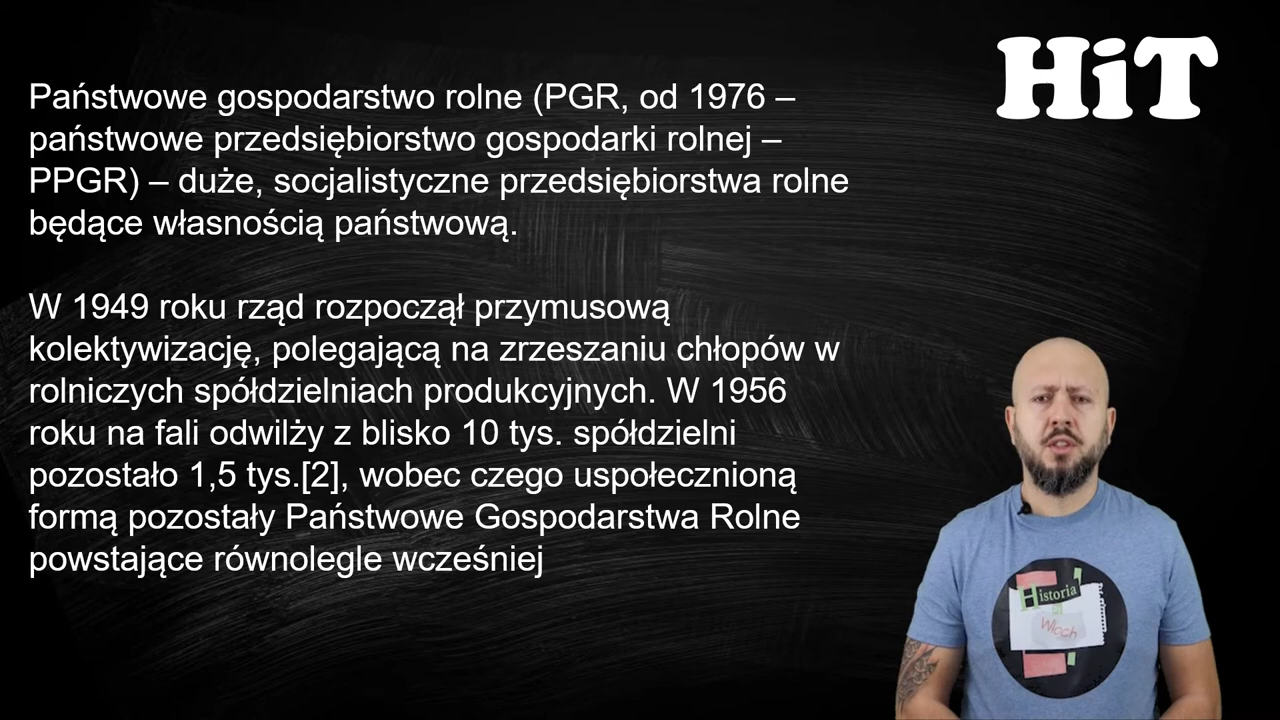 HiT
Państwowe gospodarstwo rolne (PGR, od 1976 –
państwowe przedsiębiorstwo gospodarki rolnej –
PPGR) – duże, socjalistyczne przedsiębiorstwa rolne
będące własnością państwową.
W 1949 roku rząd rozpoczął przymusową
kolektywizację, polegającą na zrzeszaniu chłopów w
rolniczych spółdzielniach produkcyjnych. W 1956
roku na fali odwilży z blisko 10 tys. spółdzielni
pozostało 1,5 tys.[2], wobec czego uspołecznioną
formą pozostały Państwowe Gospodarstwa Rolne
powstające równolegle wcześniej
Historia
Włoch